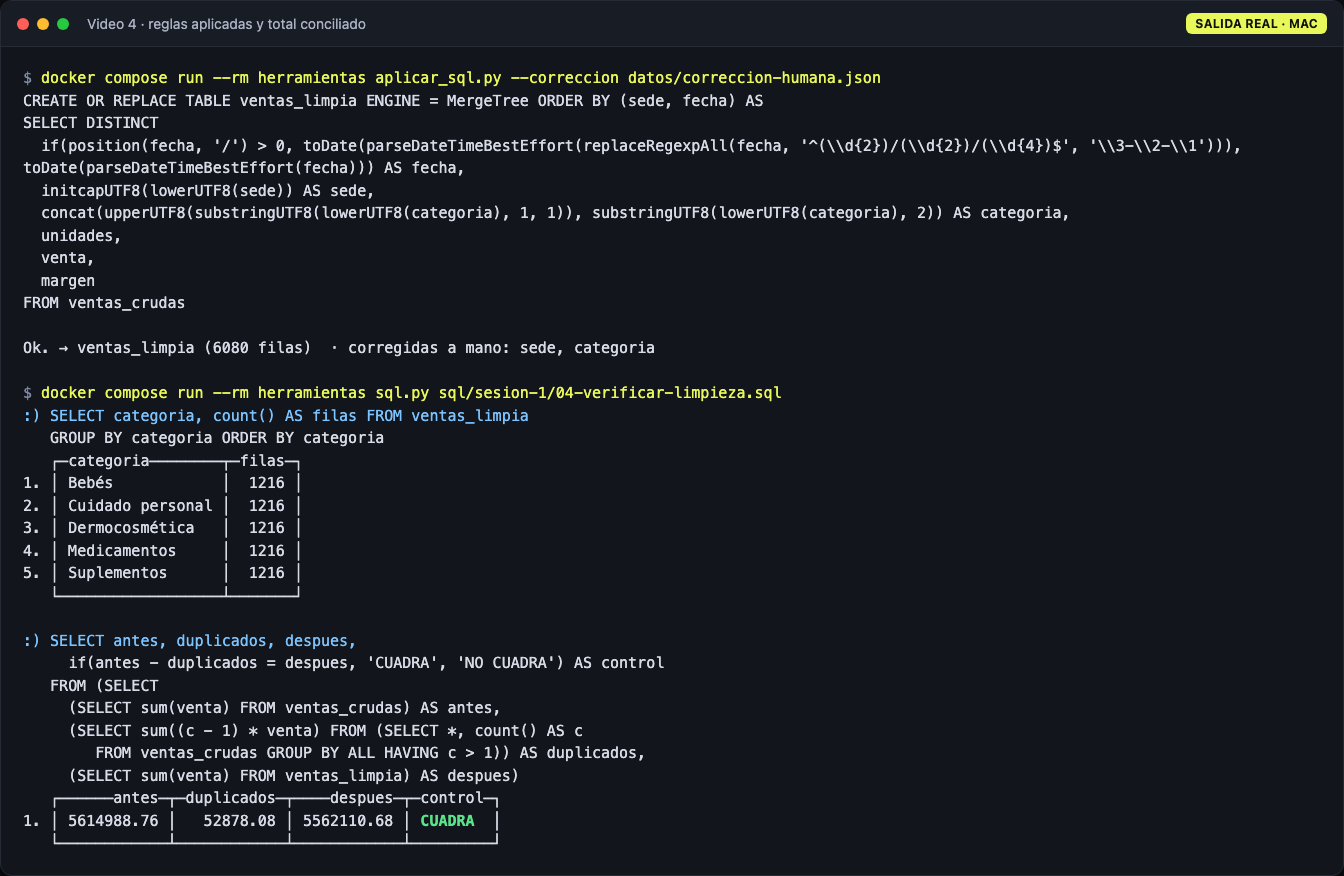 Video 4 · reglas aplicadas y total conciliado
SALIDA REAL · MAC
$ docker compose run --rm herramientas aplicar_sql.py --correccion datos/correccion-humana.json
CREATE OR REPLACE TABLE ventas_limpia ENGINE = MergeTree ORDER BY (sede, fecha) AS
SELECT DISTINCT
  if(position(fecha, '/') > 0, toDate(parseDateTimeBestEffort(replaceRegexpAll(fecha, '^(\\d{2})/(\\d{2})/(\\d{4})$', '\\3-\\2-\\1'))),
toDate(parseDateTimeBestEffort(fecha))) AS fecha,
  initcapUTF8(lowerUTF8(sede)) AS sede,
  concat(upperUTF8(substringUTF8(lowerUTF8(categoria), 1, 1)), substringUTF8(lowerUTF8(categoria), 2)) AS categoria,
  unidades,
  venta,
  margen
FROM ventas_crudas
Ok. → ventas_limpia (6080 filas)  · corregidas a mano: sede, categoria
$ docker compose run --rm herramientas sql.py sql/sesion-1/04-verificar-limpieza.sql
:) SELECT categoria, count() AS filas FROM ventas_limpia
   GROUP BY categoria ORDER BY categoria
categoria filas
1. Bebés 1216
2. Cuidado personal 1216
3. Dermocosmética 1216
4. Medicamentos 1216
5. Suplementos 1216
:) SELECT antes, duplicados, despues,
     if(antes - duplicados = despues, 'CUADRA', 'NO CUADRA') AS control
   FROM (SELECT
     (SELECT sum(venta) FROM ventas_crudas) AS antes,
     (SELECT sum((c - 1) * venta) FROM (SELECT *, count() AS c
        FROM ventas_crudas GROUP BY ALL HAVING c > 1)) AS duplicados,
     (SELECT sum(venta) FROM ventas_limpia) AS despues)
antes duplicados despues control
1. 5614988.76 52878.08 5562110.68 CUADRA